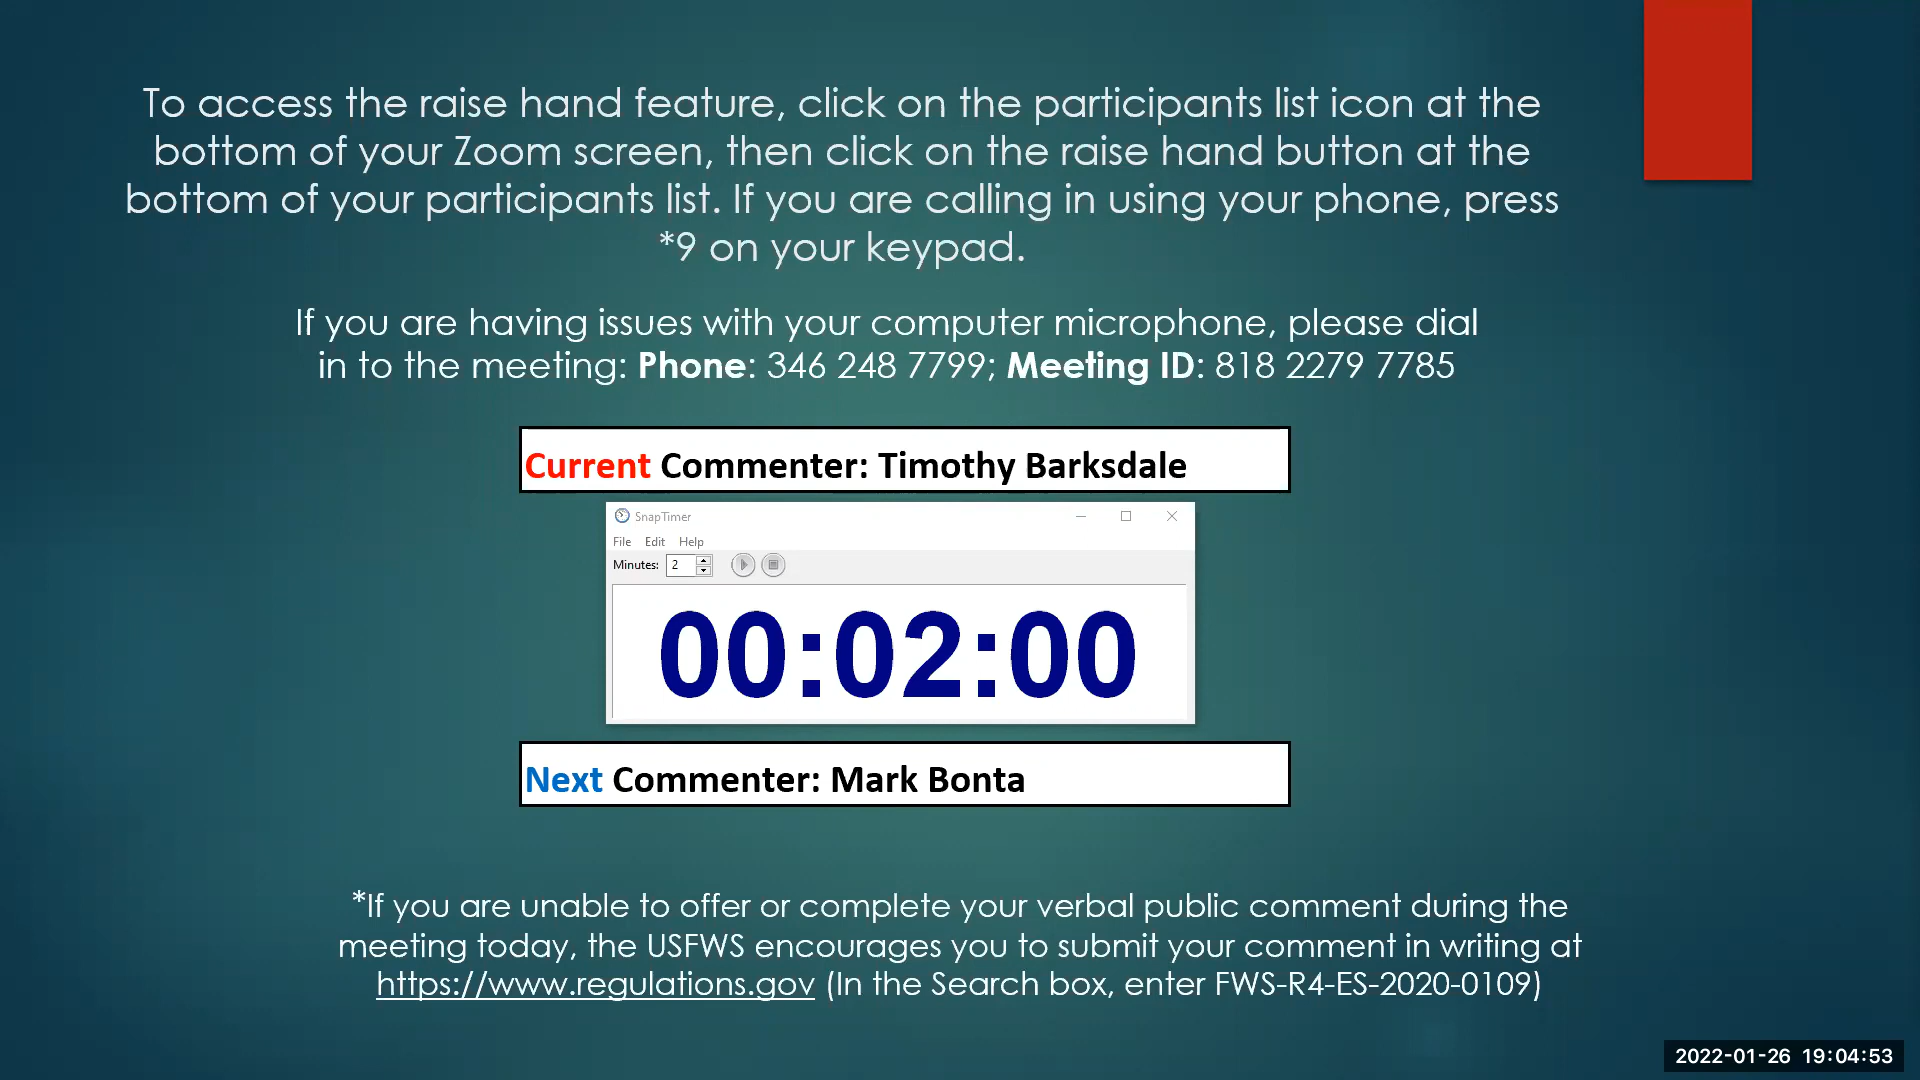 To access the raise hand feature, click on the participants list icon at the
bottom of your Zoom screen, then click on the raise hand button at the
bottom of your participants list. If you are calling in using your phone, press
*9 on your keypad.
If you are having issues with your computer microphone, please dial
in to the meeting: Phone: 346 248 7799; Meeting ID: 818 2279 7785
Current Commenter: Timothy Barksdale
SnapTimer
File Edit Help
Minutes: 2
00:02:00
Next Commenter: Mark Bonta
*If you are unable to offer or complete your verbal public comment during the
meeting today, the USFWS encourages you to submit your comment in writing at
https://www.regulations.gov (In the Search box, enter FWS-R4-ES-2020-0109)
2022-01-26 19:04:53